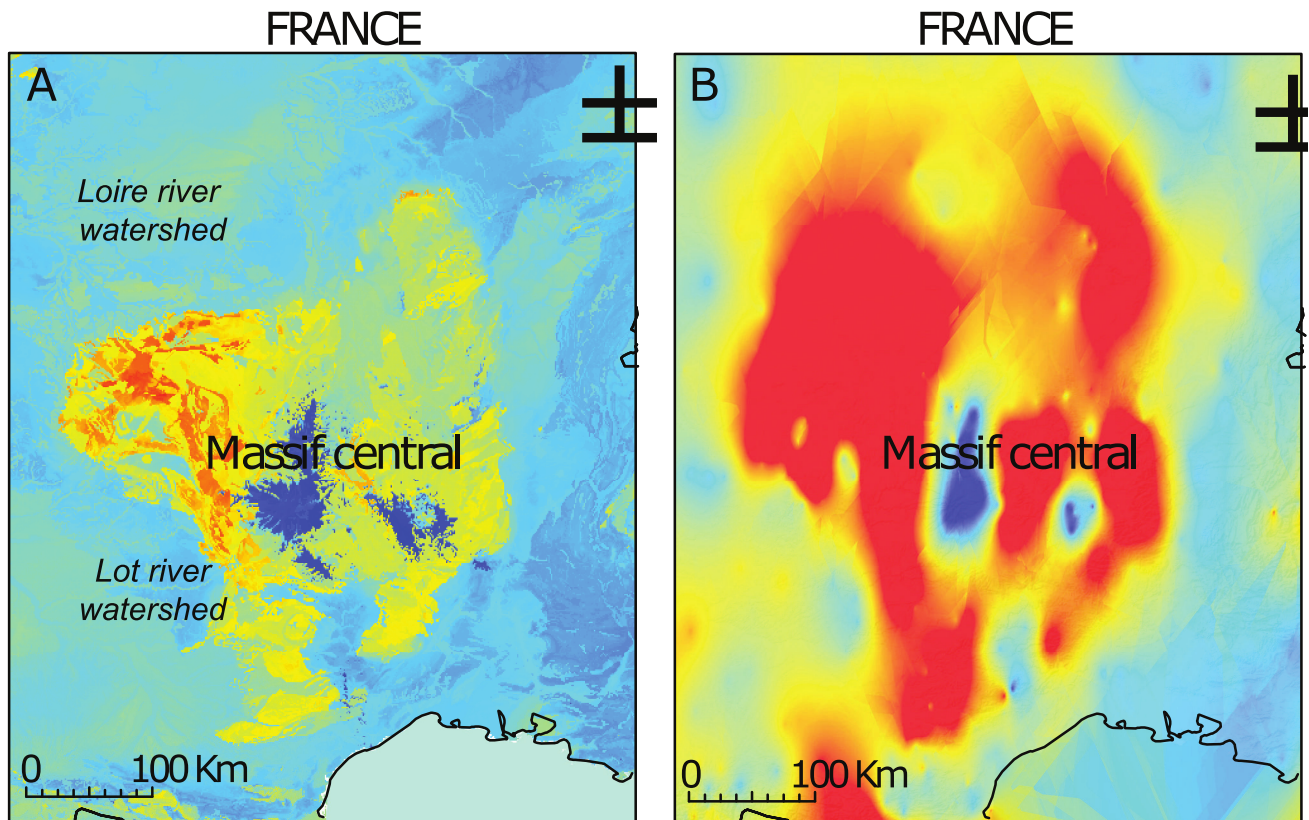 FRANCE
A
Loire river
watershed
Massif central
Lot river
watershed
0 100 Km
FRANCE
B
Massif central
0 100 Km